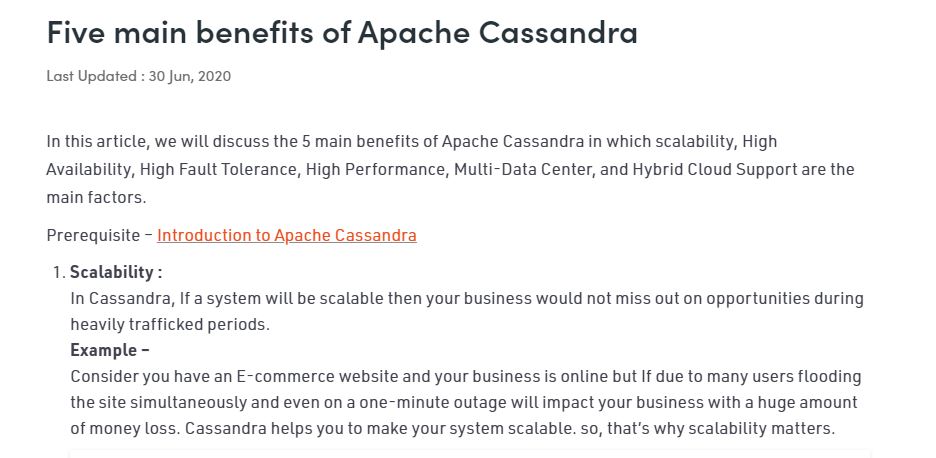 Five main benefits of Apache Cassandra
Last Updated : 30 Jun, 2020
In this article, we will discuss the 5 main benefits of Apache Cassandra in which scalability, High
Availability, High Fault Tolerance, High Performance, Multi-Data Center, and Hybrid Cloud Support are the
main factors.
Prerequisite – Introduction to Apache Cassandra
1. Scalability :
In Cassandra, If a system will be scalable then your business would not miss out on opportunities during
heavily trafficked periods.
Example –
Consider you have an E-commerce website and your business is online but If due to many users flooding
the site simultaneously and even on a one-minute outage will impact your business with a huge amount
of money loss. Cassandra helps you to make your system scalable. so, that's why scalability matters.